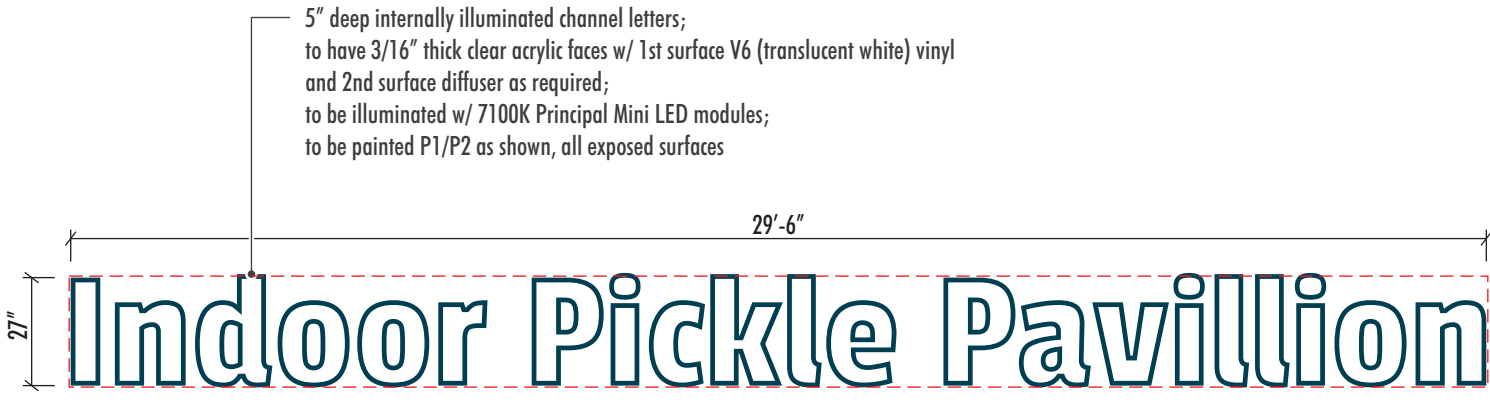 5” deep internally illuminated channel letters;
to have 3/16” thick clear acrylic faces w/ 1st surface V6 (translucent white) vinyl
and 2nd surface diffuser as required;
to be illuminated w/ 7100K Principal Mini LED modules;
to be painted P1/P2 as shown, all exposed surfaces
29’-6”
27”
Indoor Pickle Pavillion